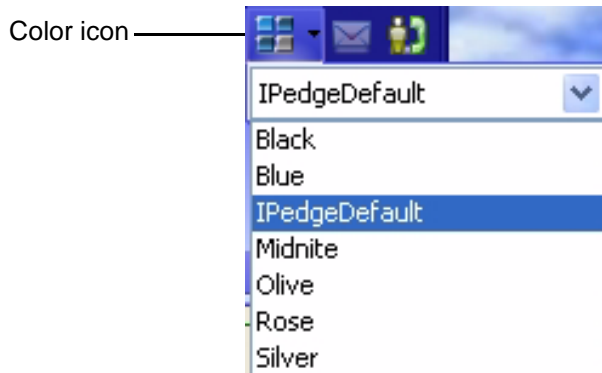 Color icon
IPedgeDefault
Black
Blue
IPedgeDefault
Midnite
Olive
Rose
Silver